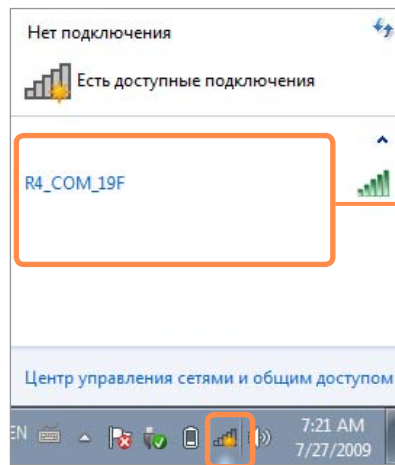 Нет подключения
Есть доступные подключения
R4_COM_19F
Центр управления сетями и общим доступом
EN
7:21 AM
7/27/2009